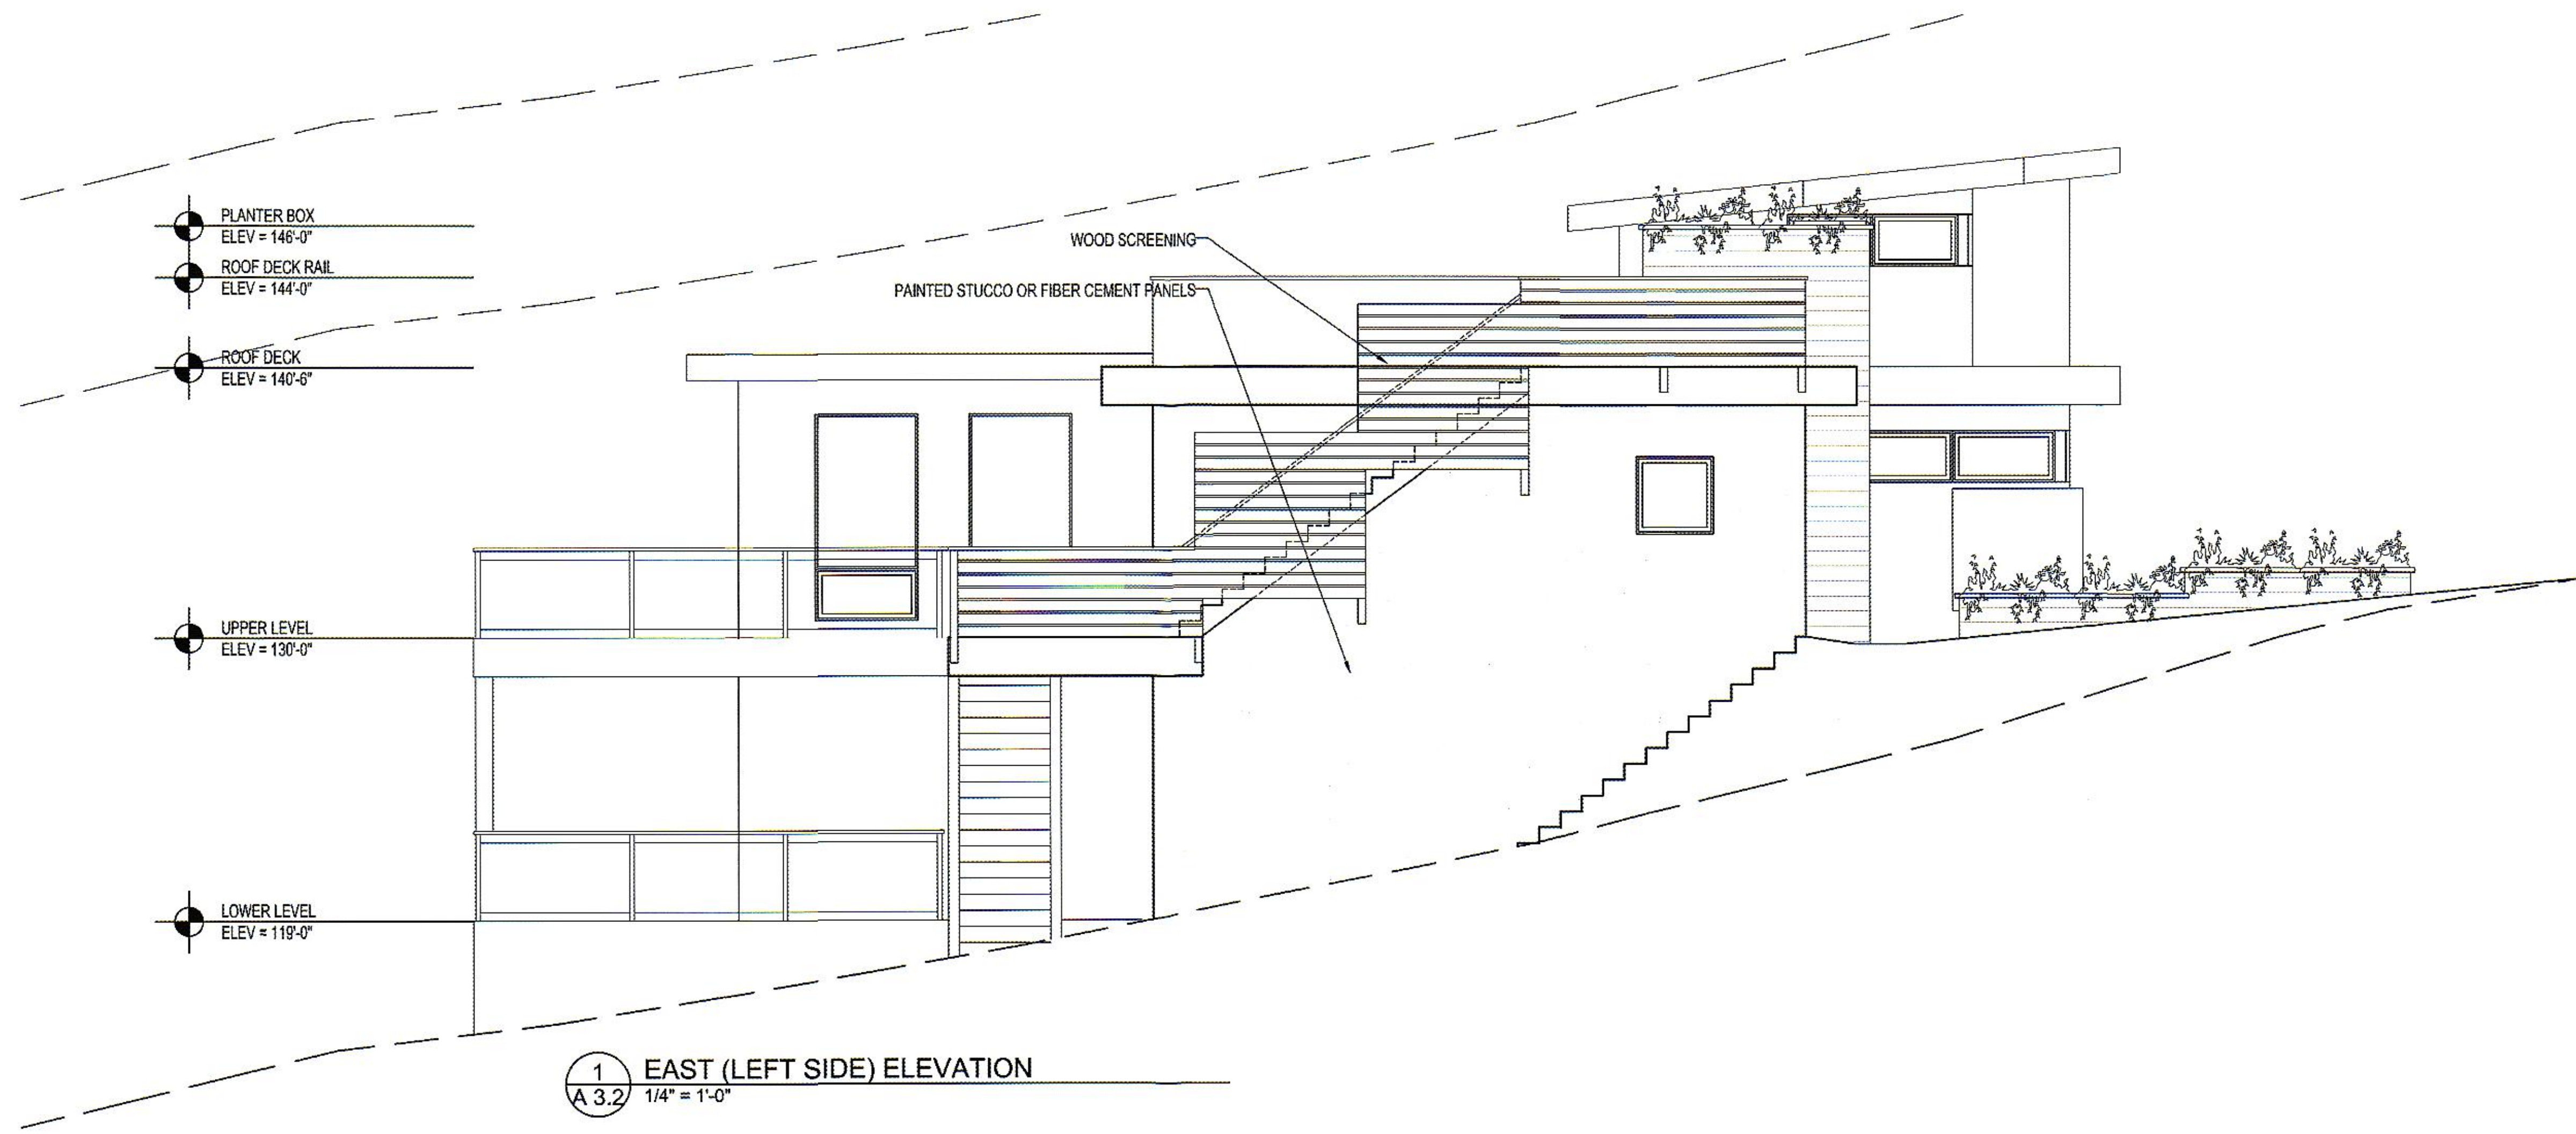 PLANTER BOX
ELEV = 146'-0"
ROOF DECK RAIL
ELEV = 144'-0"
ROOF DECK
ELEV = 140'-6"
WOOD SCREENING
PAINTED STUCCO OR FIBER CEMENT PANELS
UPPER LEVEL
ELEV = 130'-0"
LOWER LEVEL
ELEV = 119'-0"
1
A 3.2
EAST (LEFT SIDE) ELEVATION
1/4" = 1'-0"